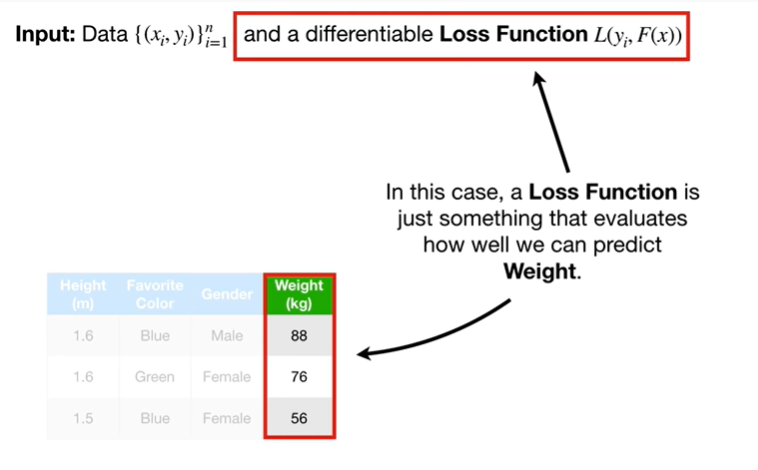 Input: Data {(xᵢ, yᵢ)}ⁿᵢ₌₁ and a differentiable Loss Function L(yᵢ, F(x))
In this case, a Loss Function is
just something that evaluates
how well we can predict
Weight.
Height (m) Favorite Color Gender Weight (kg)
1.6 Blue Male 88
1.6 Green Female 76
1.5 Blue Female 56